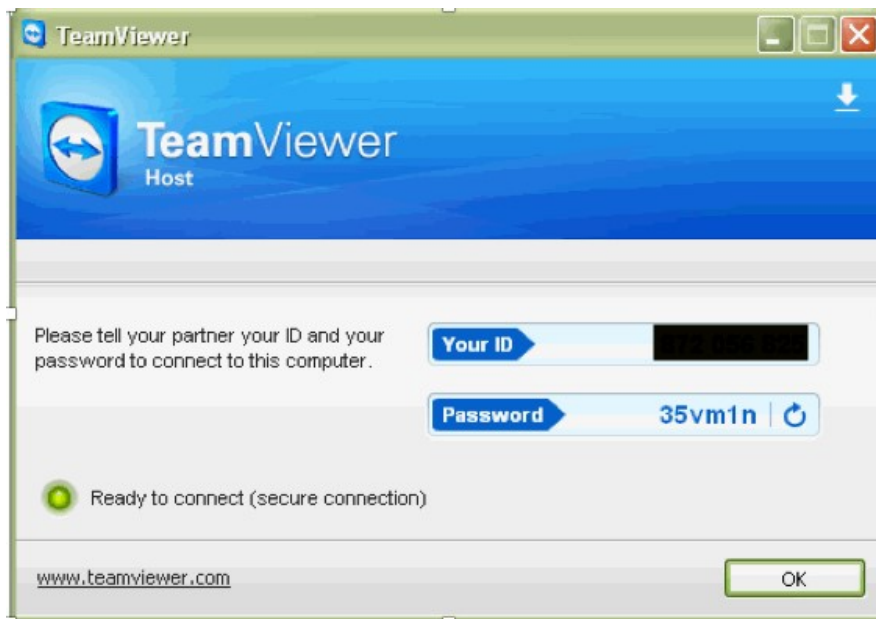 TeamViewer
TeamViewer
Host
Please tell your partner your ID and your
password to connect to this computer.
Your ID
Password
35vm1n
Ready to connect (secure connection)
www.teamviewer.com
OK